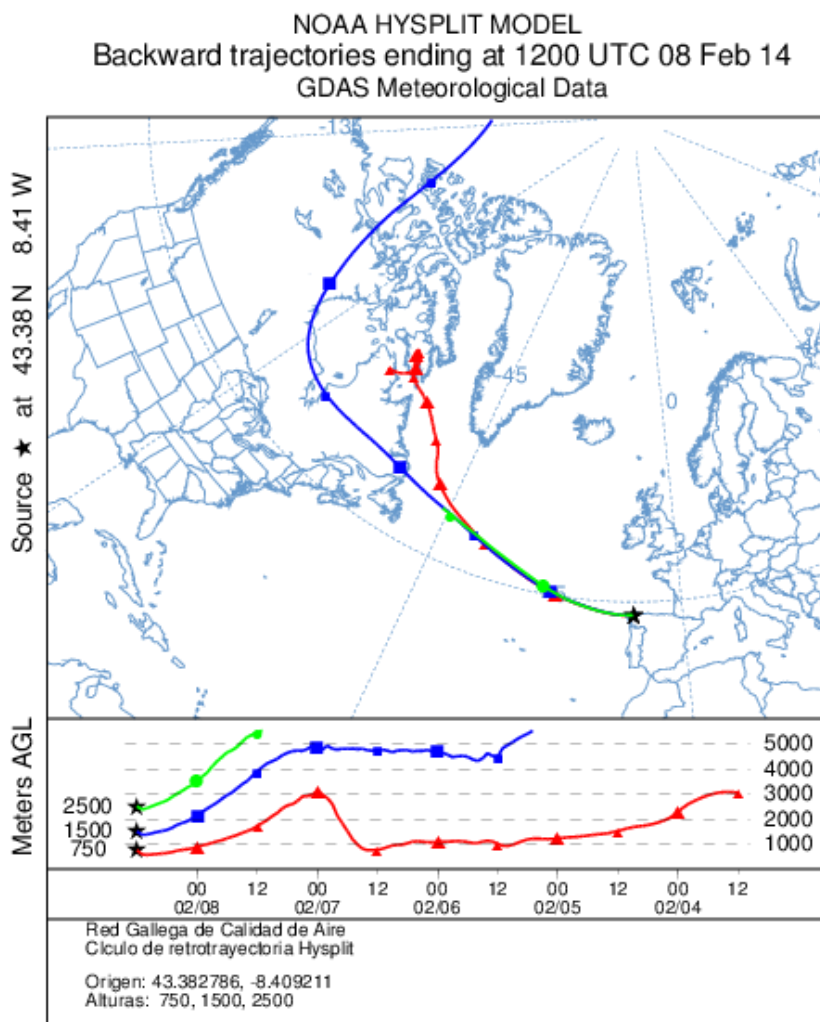 NOAA HYSPLIT MODEL
Backward trajectories ending at 1200 UTC 08 Feb 14
GDAS Meteorological Data
Source ★ at 43.38 N 8.41 W
-135
-90
-45
0
Meters AGL
2500
1500
750
5000
4000
3000
2000
1000
00 12 00 12 00 12 00 12 00 12
02/08 02/07 02/06 02/05 02/04
Red Gallega de Calidad de Aire
Clculo de retrotrayectoria Hysplit
Origen: 43.382786, -8.409211
Alturas: 750, 1500, 2500